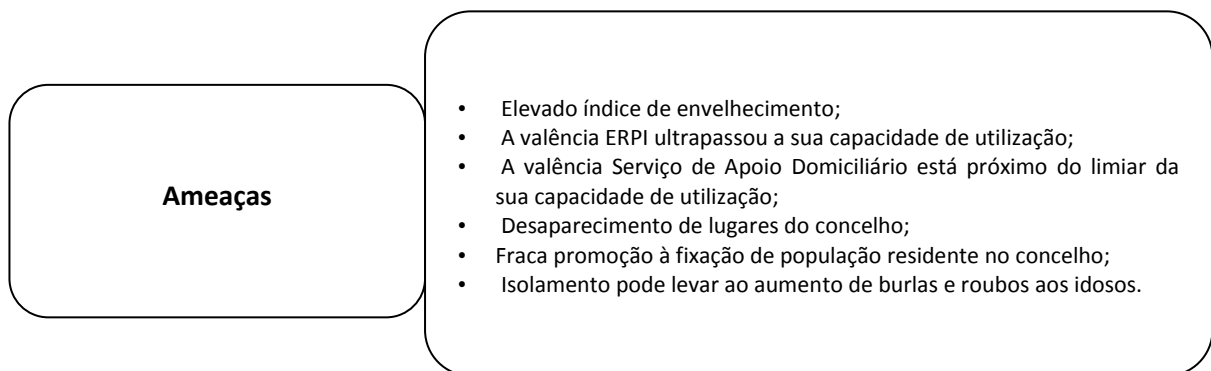 Ameaças
• Elevado índice de envelhecimento;
• A valência ERPI ultrapassou a sua capacidade de utilização;
• A valência Serviço de Apoio Domiciliário está próximo do limiar da
sua capacidade de utilização;
• Desaparecimento de lugares do concelho;
• Fraca promoção à fixação de população residente no concelho;
• Isolamento pode levar ao aumento de burlas e roubos aos idosos.